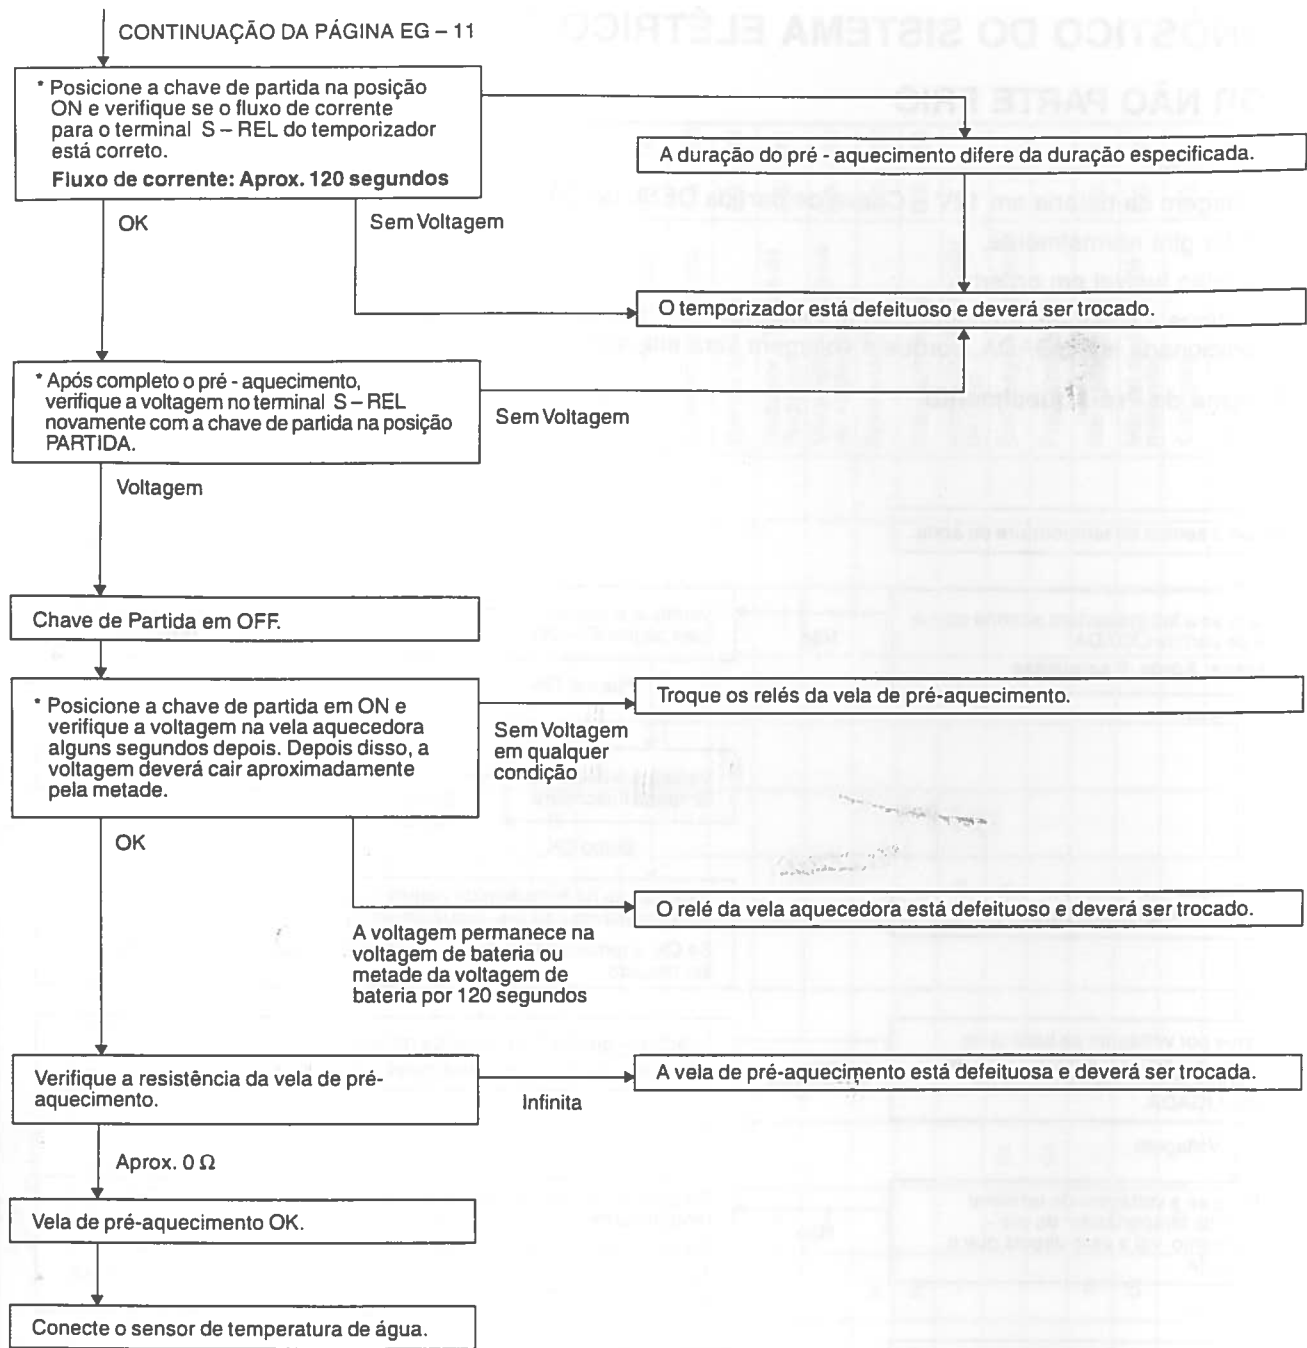 CONTINUAÇÃO DA PÁGINA EG – 11
* Posicione a chave de partida na posição
ON e verifique se o fluxo de corrente
para o terminal S – REL do temporizador
está correto.
Fluxo de corrente: Aprox. 120 segundos
A duração do pré - aquecimento difere da duração especificada.
OK
Sem Voltagem
O temporizador está defeituoso e deverá ser trocado.
* Após completo o pré - aquecimento,
verifique a voltagem no terminal S – REL
novamente com a chave de partida na posição
PARTIDA.
Sem Voltagem
Voltagem
Chave de Partida em OFF.
* Posicione a chave de partida em ON e
verifique a voltagem na vela aquecedora
alguns segundos depois. Depois disso, a
voltagem deverá cair aproximadamente
pela metade.
Troque os relés da vela de pré-aquecimento.
Sem Voltagem
em qualquer
condição
OK
O relé da vela aquecedora está defeituoso e deverá ser trocado.
A voltagem permanece na
voltagem de bateria ou
metade da voltagem de
bateria por 120 segundos
Verifique a resistência da vela de pré-
aquecimento.
A vela de pré-aquecimento está defeituosa e deverá ser trocada.
Infinita
Aprox. 0 Ω
Vela de pré-aquecimento OK.
Conecte o sensor de temperatura de água.